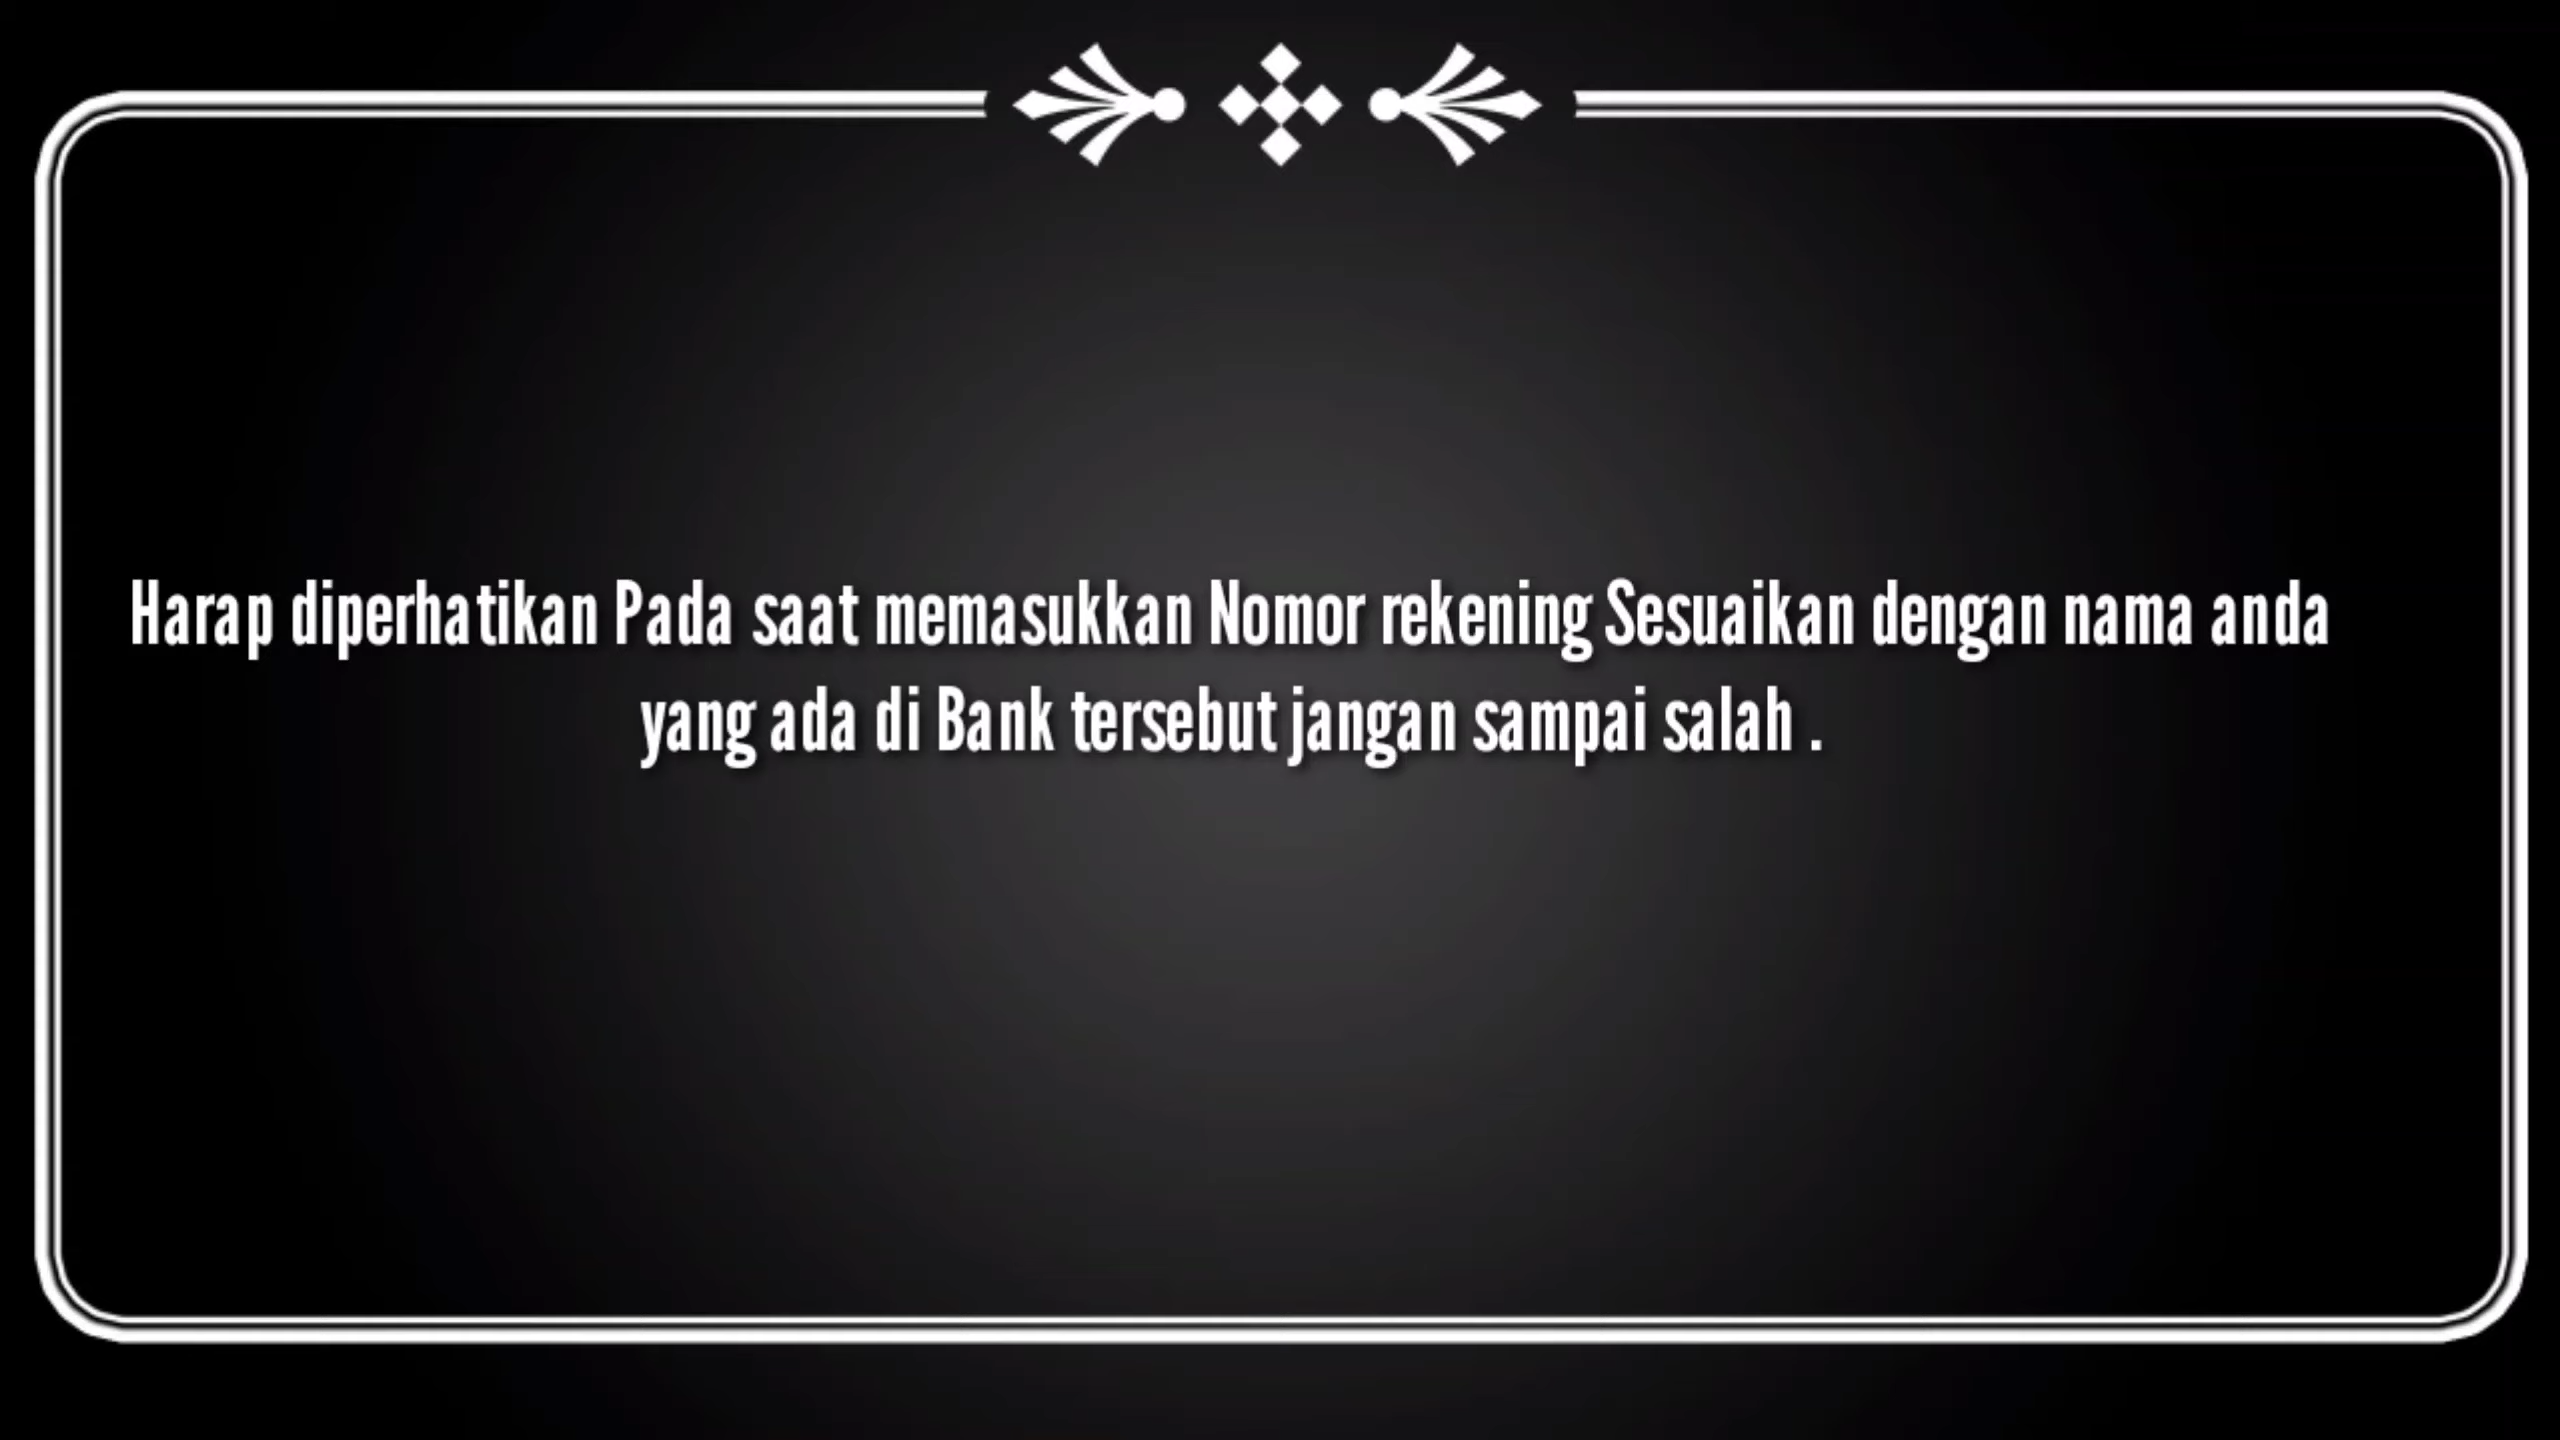 Harap diperhatikan Pada saat memasukkan Nomor rekening Sesuaikan dengan nama anda
yang ada di Bank tersebut jangan sampai salah .